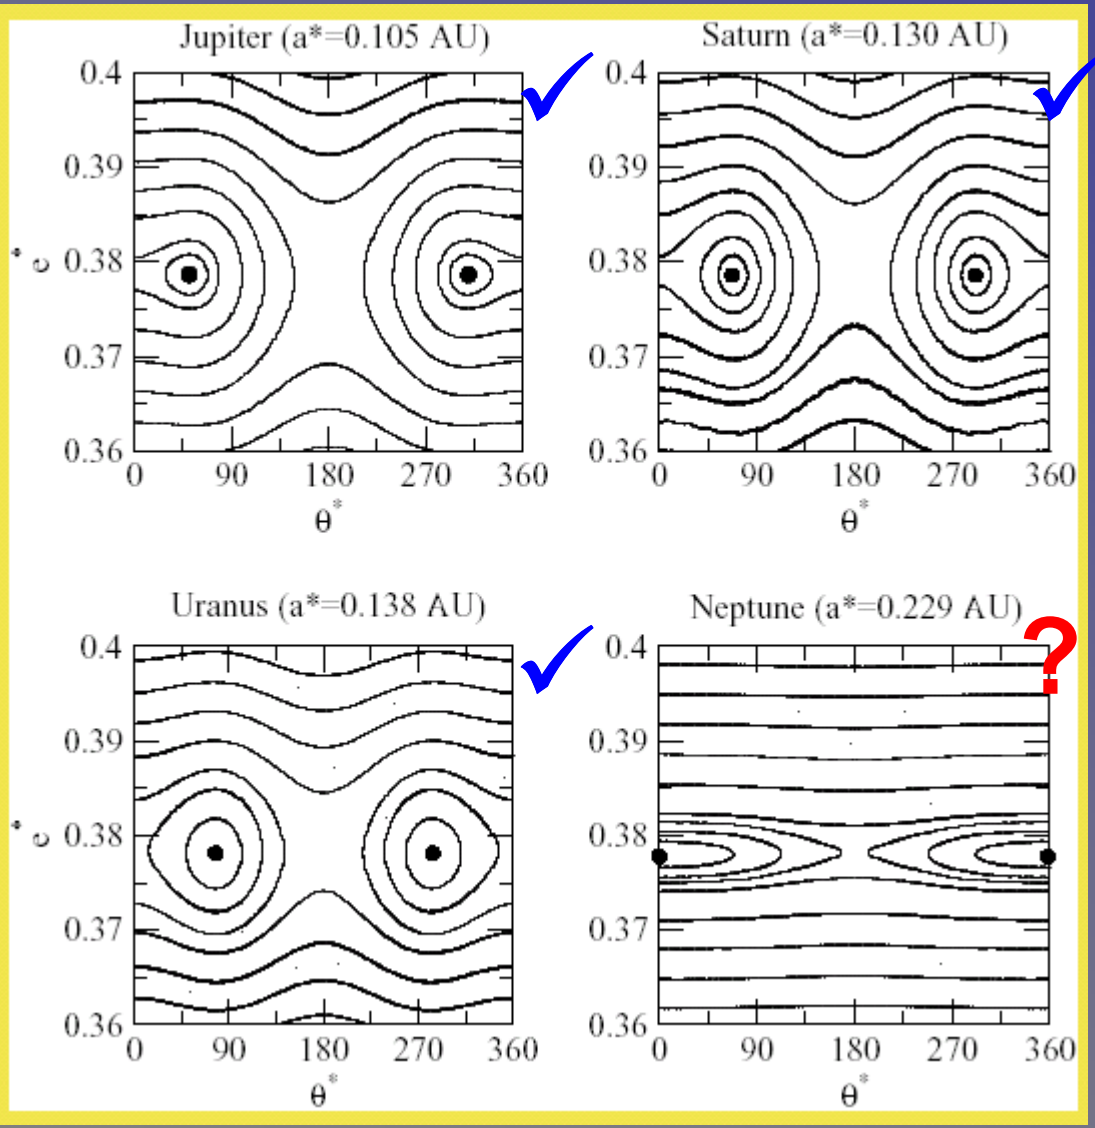 Jupiter (a*=0.105 AU)
0.4
0.39
0.38
0.37
0.36
e*
0 90 180 270 360
θ*
Saturn (a*=0.130 AU)
0.4
0.39
0.38
0.37
0.36
0 90 180 270 360
θ*
Uranus (a*=0.138 AU)
0.4
0.39
0.38
0.37
0.36
e*
0 90 180 270 360
θ*
Neptune (a*=0.229 AU)
?
0.4
0.39
0.38
0.37
0.36
0 90 180 270 360
θ*